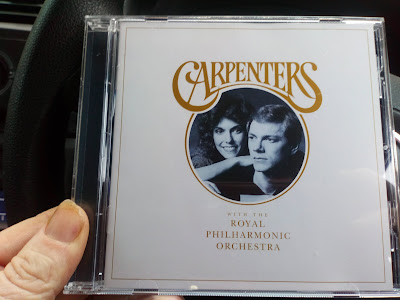 CARPENTERS
WITH THE
ROYAL
PHILHARMONIC
ORCHESTRA